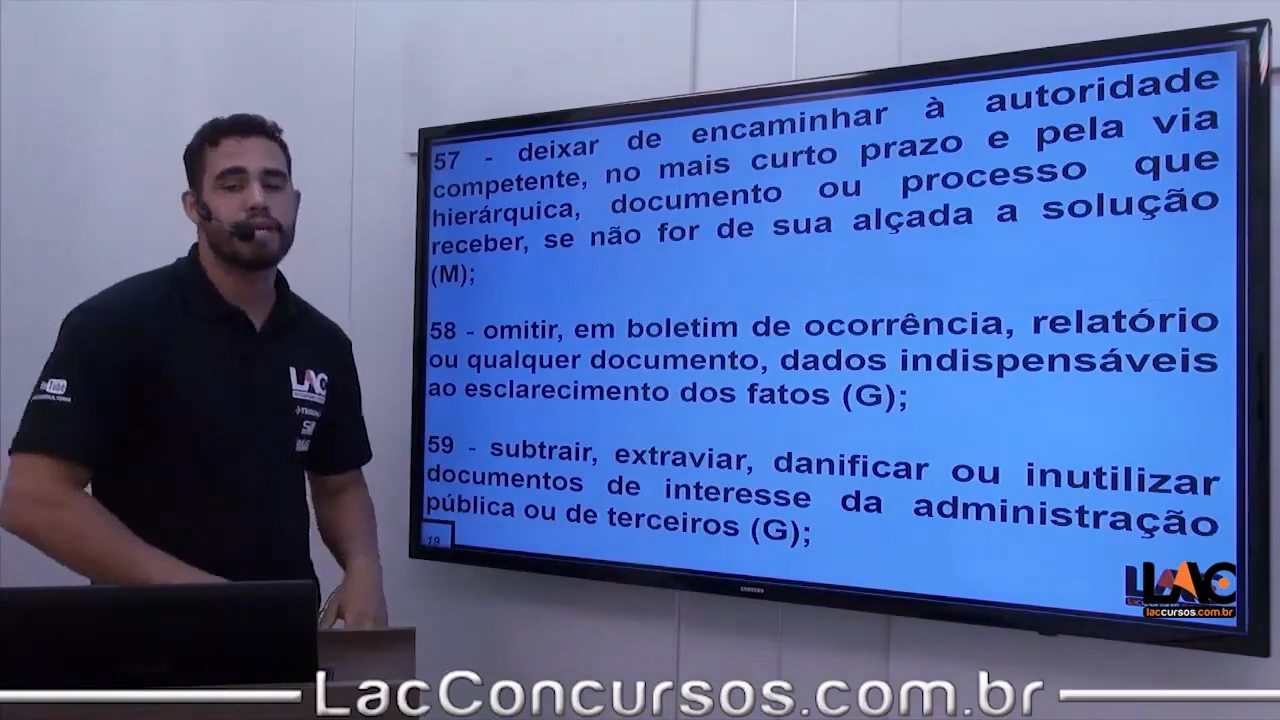 57 - deixar de encaminhar à autoridade
competente, no mais curto prazo e pela via
hierárquica, documento ou processo que
receber, se não for de sua alçada a solução
(M);
58 - omitir, em boletim de ocorrência, relatório
ou qualquer documento, dados indispensáveis
ao esclarecimento dos fatos (G);
59 - subtrair, extraviar, danificar ou inutilizar
documentos de interesse da administração
pública ou de terceiros (G);
19
LAC
SAMSUNG
LAC
laccursos.com.br
LacConcursos.com.br